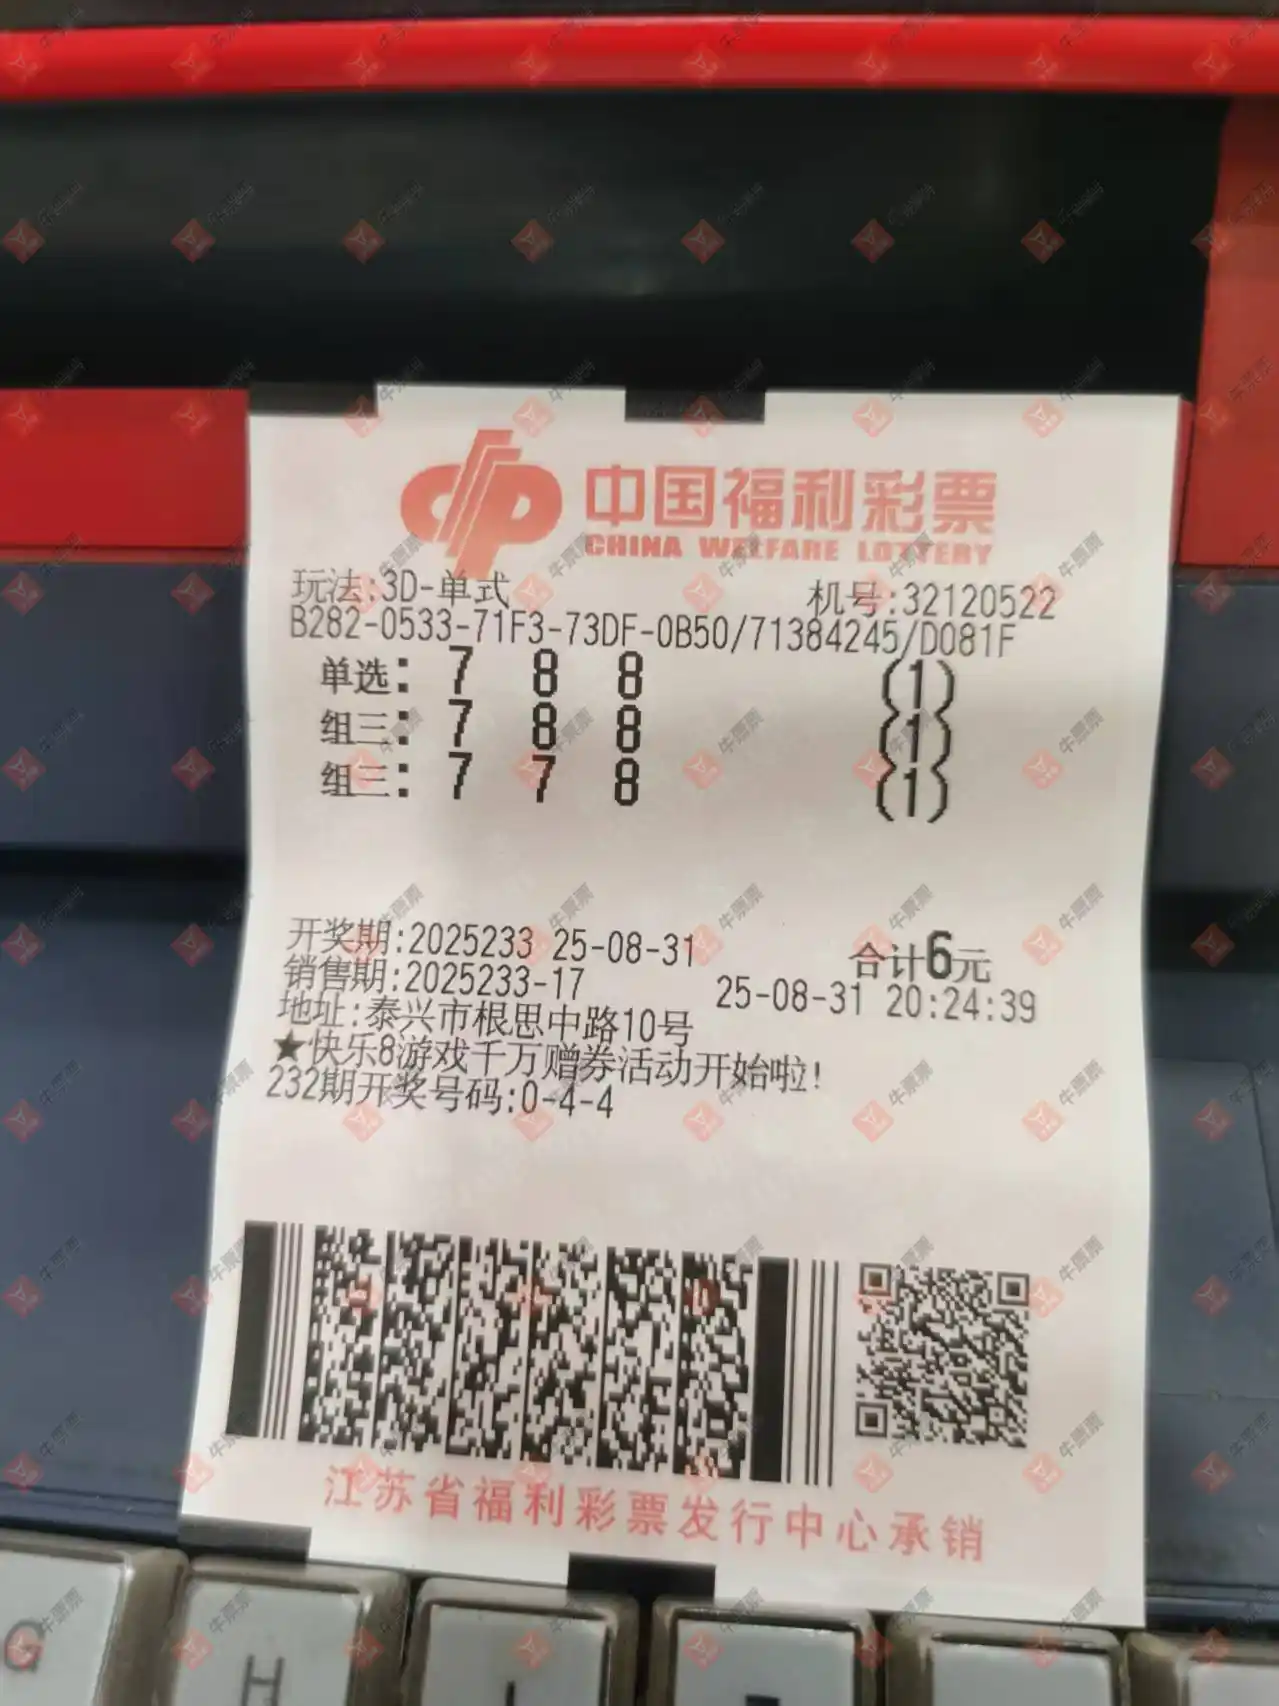 中国福利彩票
CHINA WELFARE LOTTERY
玩法:3D-单式 机号:32120522
B282-0533-71F3-73DF-0B50/71384245/D081F
单选: 7 8 8 (1)
组三: 7 8 8 (1)
组三: 7 7 8 (1)
开奖期:2025233 25-08-31 合计6元
销售期:2025233-17 25-08-31 20:24:39
地址:泰兴市根思中路10号
★快乐8游戏千万赠券活动开始啦!
232期开奖号码:0-4-4
江苏省福利彩票发行中心承销
G
H
牛票票